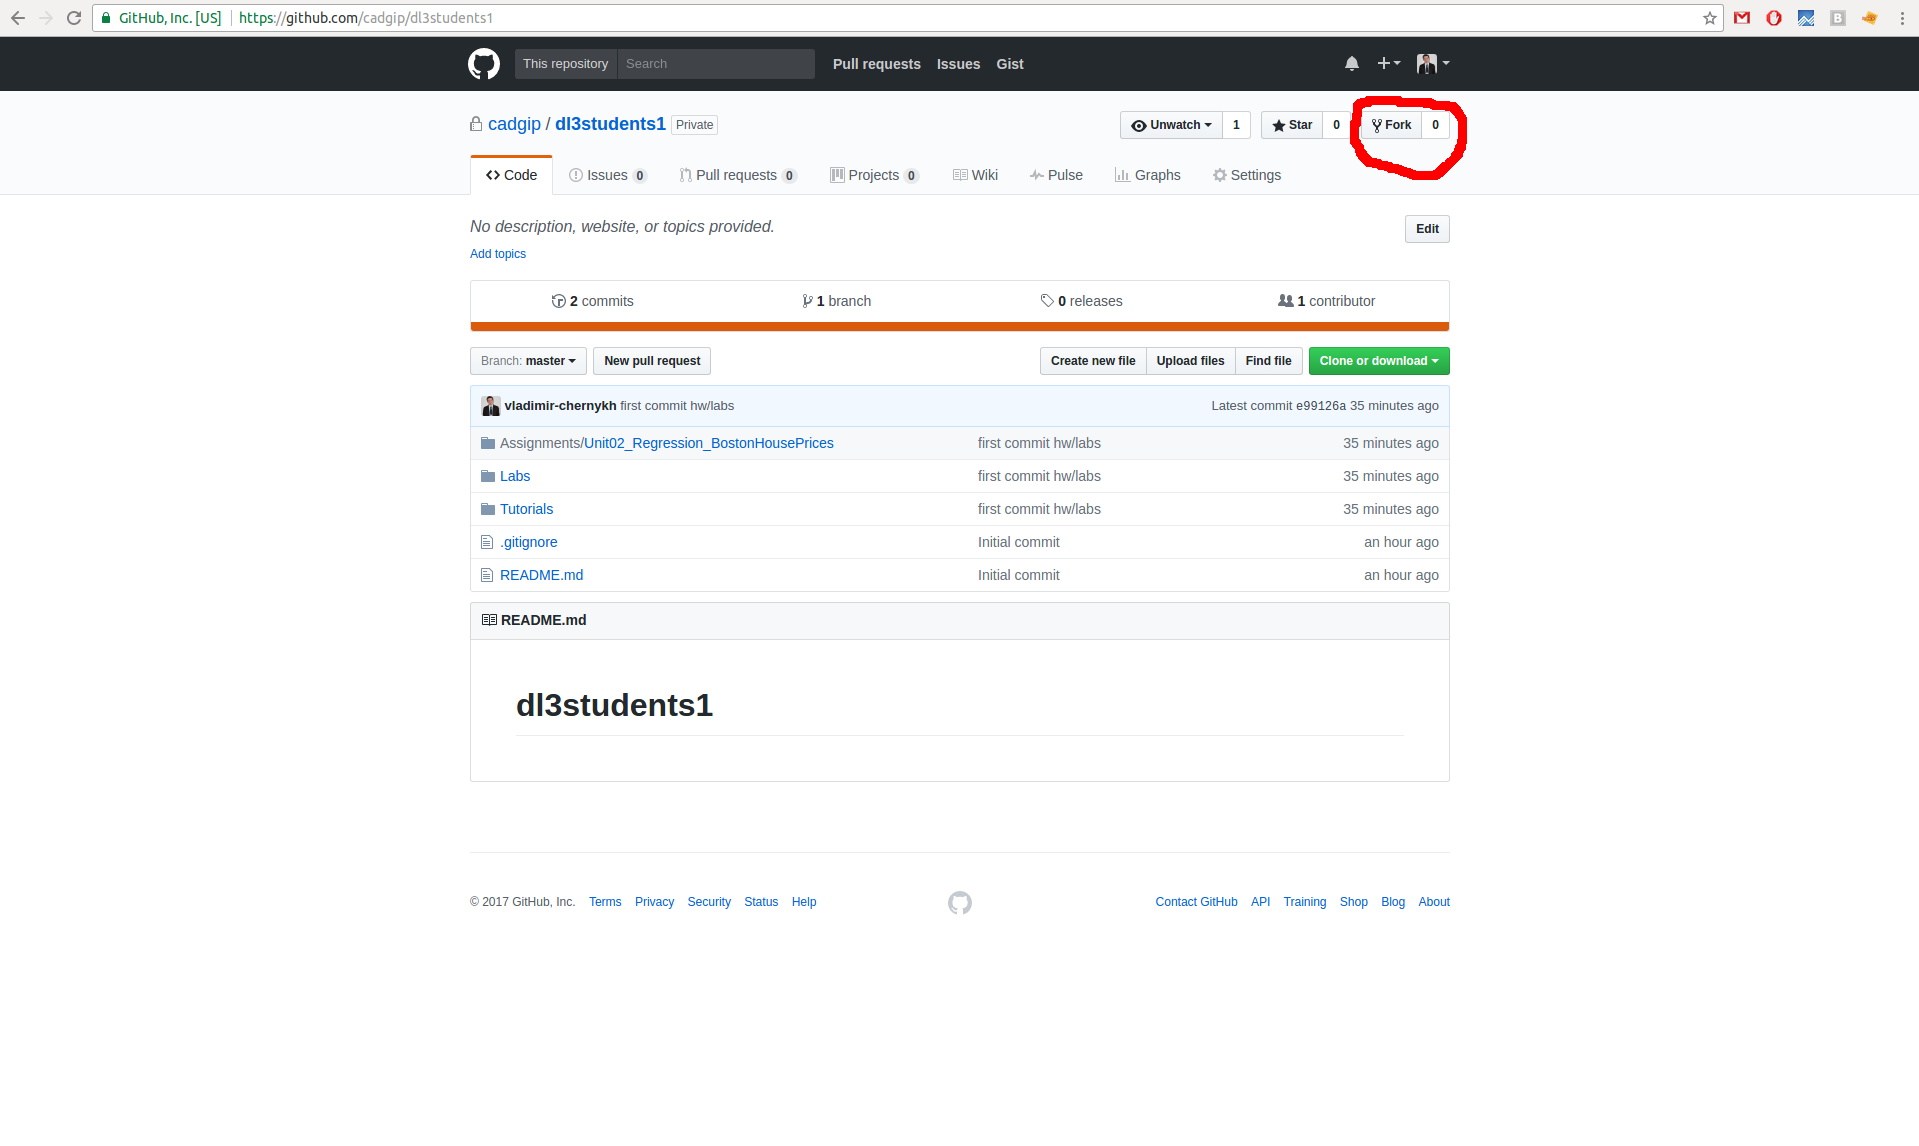 GitHub, Inc. [US] https://github.com/cadgip/dl3students1
This repository Search Pull requests Issues Gist
cadgip / dl3students1 Private Unwatch 1 Star 0 Fork 0
Code Issues 0 Pull requests 0 Projects 0 Wiki Pulse Graphs Settings
No description, website, or topics provided. Edit
Add topics
2 commits 1 branch 0 releases 1 contributor
Branch: master New pull request Create new file Upload files Find file Clone or download
vladimir-chernykh first commit hw/labs Latest commit e99126a 35 minutes ago
Assignments/Unit02_Regression_BostonHousePrices first commit hw/labs 35 minutes ago
Labs first commit hw/labs 35 minutes ago
Tutorials first commit hw/labs 35 minutes ago
.gitignore Initial commit an hour ago
README.md Initial commit an hour ago
README.md
dl3students1
© 2017 GitHub, Inc. Terms Privacy Security Status Help Contact GitHub API Training Shop Blog About